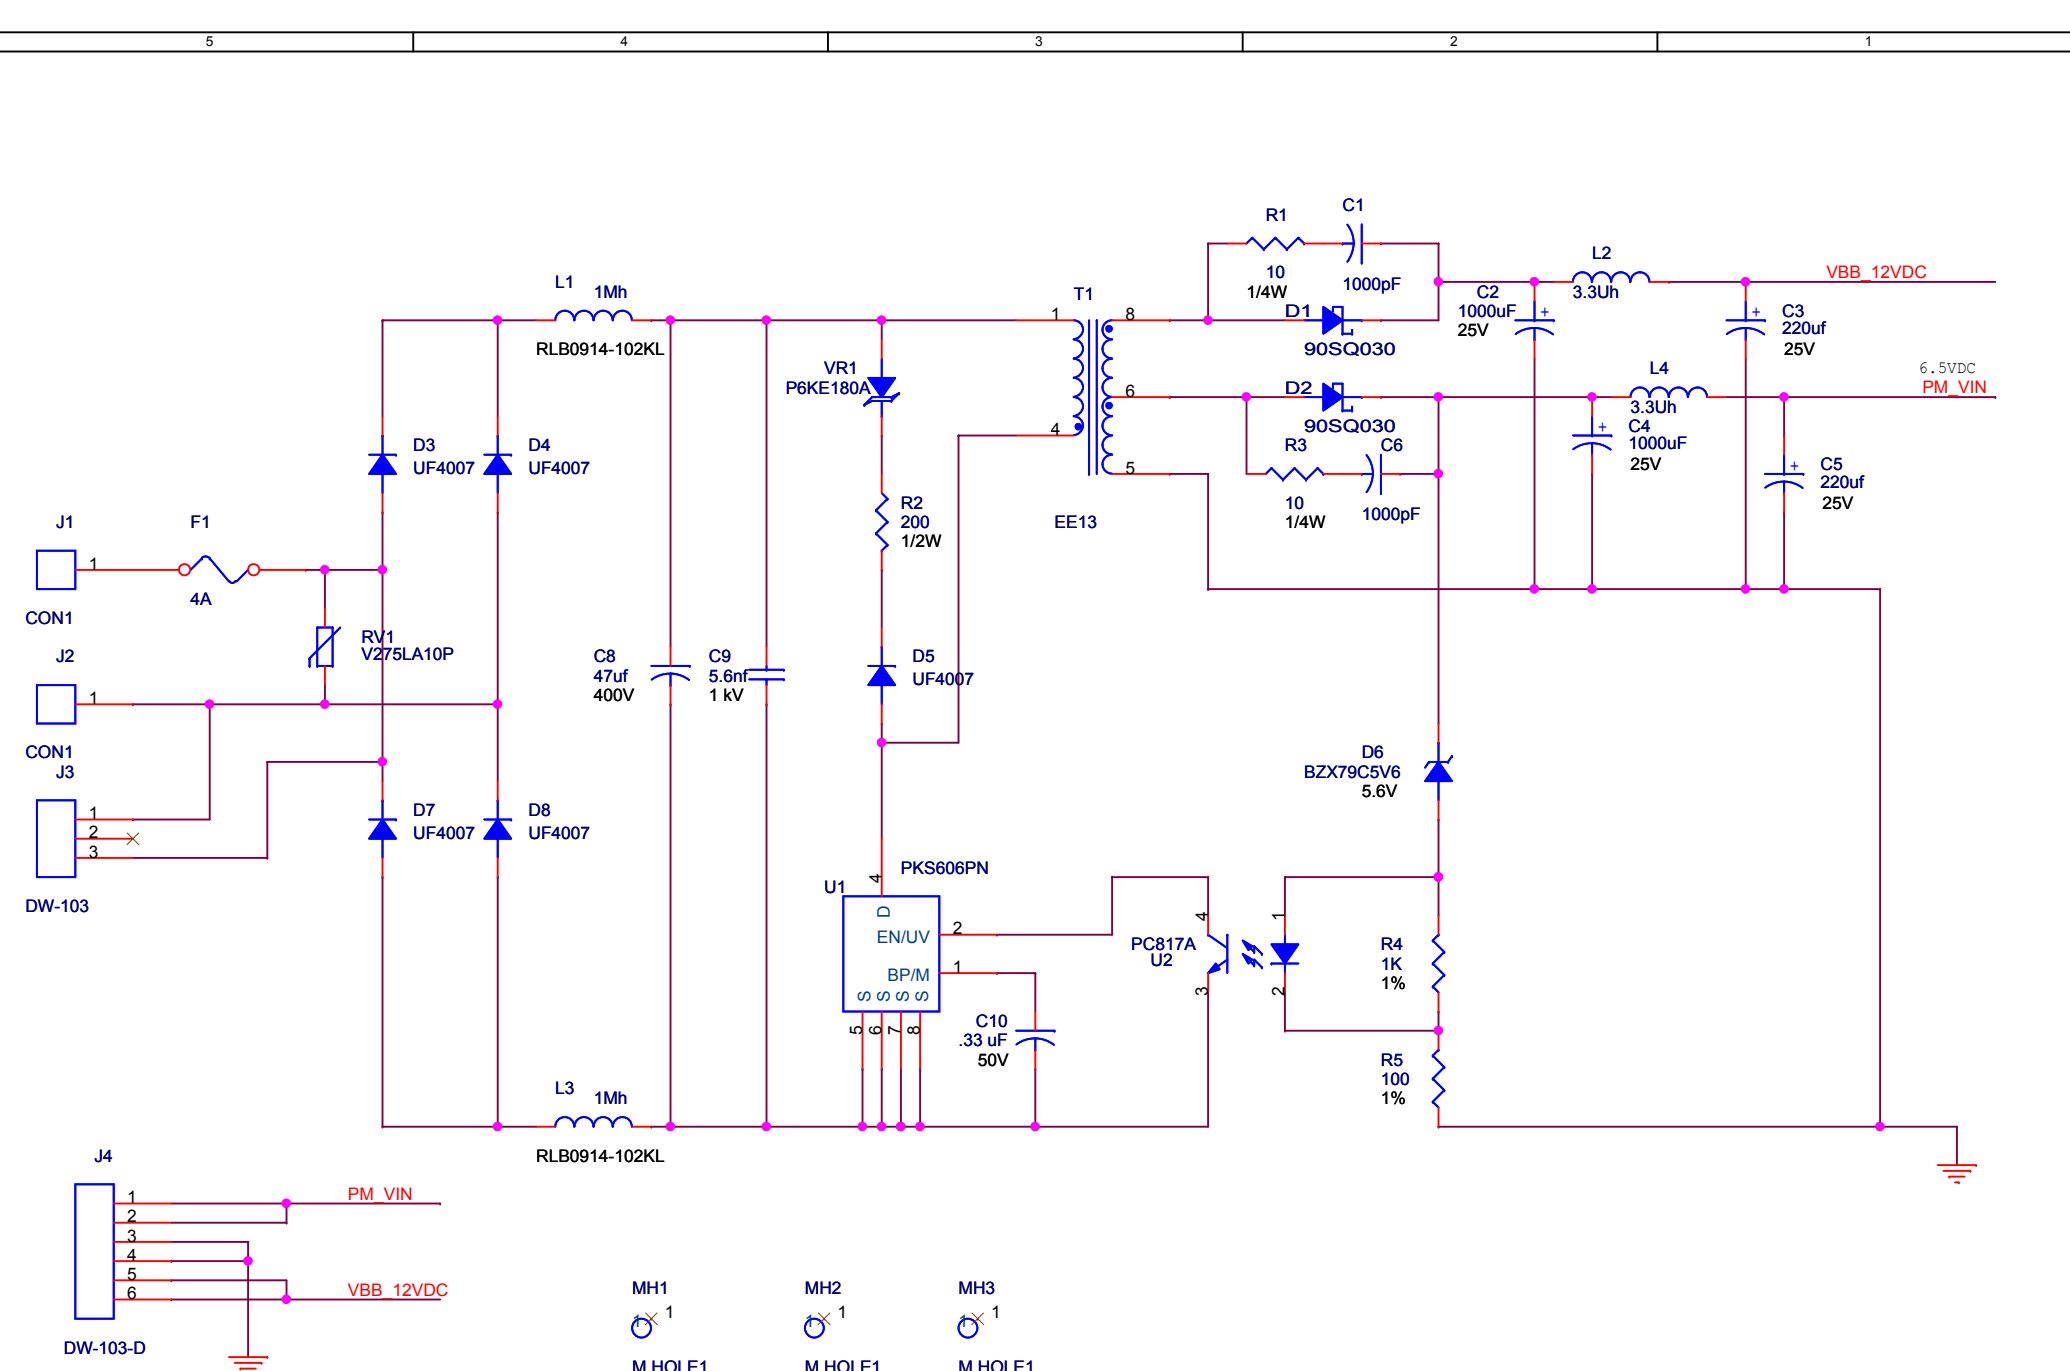 5
4
3
2
1
R1
C1
10
1/4W
1000pF
L2
3.3Uh
VBB_12VDC
L1
1Mh
RLB0914-102KL
T1
1
8
D1
90SQ030
C2
1000uF
25V
+
C3
220uf
25V
+
VR1
P6KE180A
6
D2
90SQ030
L4
3.3Uh
6.5VDC
PM_VIN
4
5
EE13
R3
C6
10
1/4W
1000pF
C4
1000uF
25V
+
C5
220uf
25V
+
D3
UF4007
D4
UF4007
R2
200
1/2W
J1
1
CON1
F1
4A
RV1
V275LA10P
J2
1
CON1
C8
47uf
400V
C9
5.6nf
1 kV
D5
UF4007
J3
1
2
3
DW-103
D7
UF4007
D8
UF4007
D6
BZX79C5V6
5.6V
U1
PKS606PN
4
D
EN/UV
2
BP/M
1
S
S
S
S
5
6
7
8
C10
.33 uF
50V
PC817A
U2
4
3
1
2
R4
1K
1%
R5
100
1%
L3
1Mh
RLB0914-102KL
J4
1
2
3
4
5
6
PM_VIN
VBB_12VDC
DW-103-D
MH1
1
1
M HOLE1
MH2
1
1
M HOLE1
MH3
1
1
M HOLE1